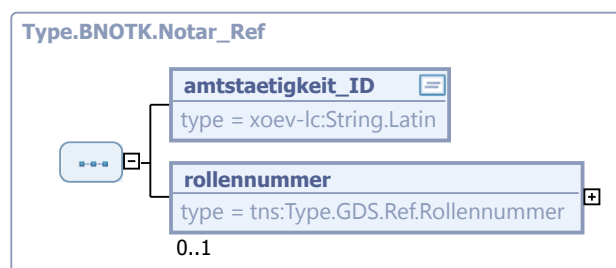 Type.BNOTK.Notar_Ref
amtstaetigkeit_ID
type = xoev-lc:String.Latin
rollennummer
type = tns:Type.GDS.Ref.Rollennummer
0..1